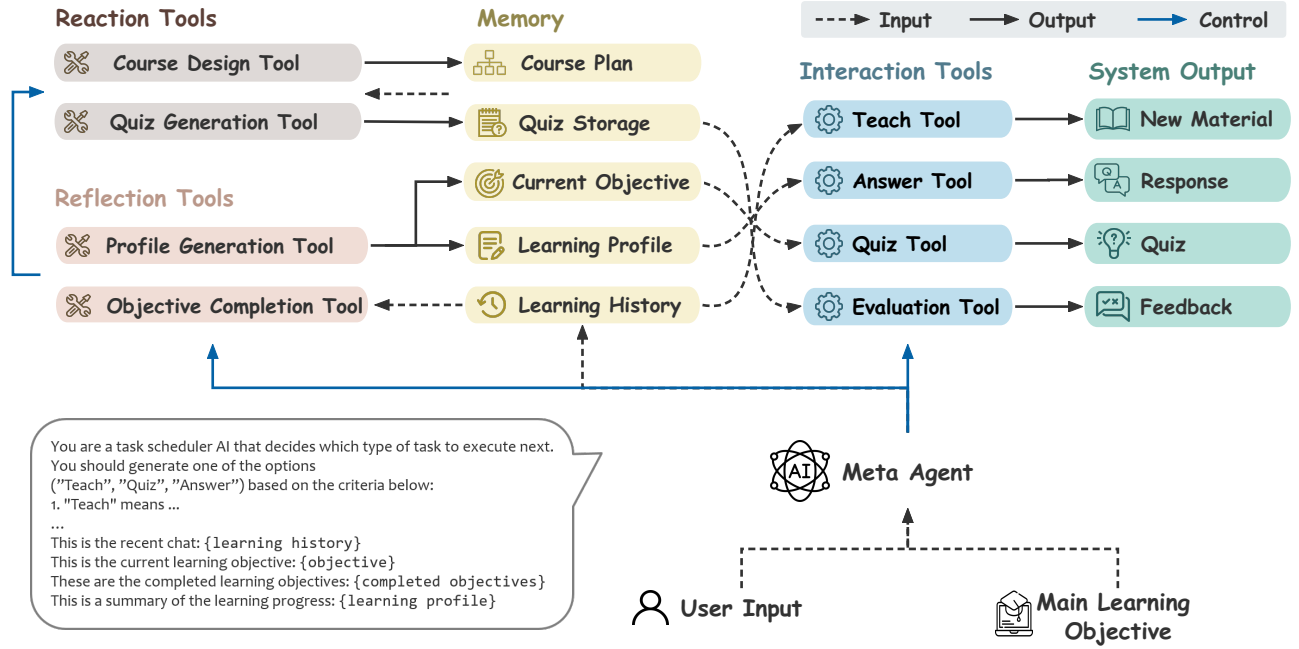 Reaction Tools
Course Design Tool
Quiz Generation Tool
Reflection Tools
Profile Generation Tool
Objective Completion Tool
Memory
Course Plan
Quiz Storage
Current Objective
Learning Profile
Learning History
Input
Output
Control
Interaction Tools
Teach Tool
Answer Tool
Quiz Tool
Evaluation Tool
System Output
New Material
Q
A
Response
?
Quiz
Feedback
You are a task scheduler AI that decides which type of task to execute next.
You should generate one of the options
(”Teach”, ”Quiz”, ”Answer”) based on the criteria below:
1. "Teach" means ...
...
This is the recent chat: {learning history}
This is the current learning objective: {objective}
These are the completed learning objectives: {completed objectives}
This is a summary of the learning progress: {learning profile}
AI
Meta Agent
User Input
Main Learning
Objective